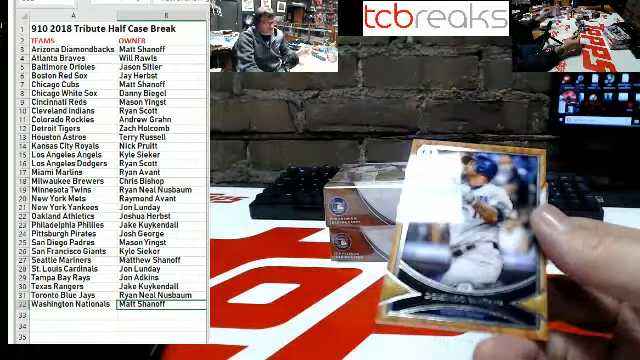 910 2018 Tribute Half Case Break
TEAMS OWNER
Arizona Diamondbacks Matt Shanoff
Atlanta Braves Will Rawls
Baltimore Orioles Jason Sitler
Boston Red Sox Jay Herbst
Chicago Cubs Matt Shanoff
Chicago White Sox Danny Biegel
Cincinnati Reds Mason Yingst
Cleveland Indians Ryan Scott
Colorado Rockies Andrew Grahn
Detroit Tigers Zach Holcomb
Houston Astros Terry Russell
Kansas City Royals Nick Pruitt
Los Angeles Angels Kyle Sieker
Los Angeles Dodgers Ryan Scott
Miami Marlins Ryan Avant
Milwaukee Brewers Chris Bishop
Minnesota Twins Ryan Neal Nusbaum
New York Mets Raymond Avant
New York Yankees Jon Lunday
Oakland Athletics Joshua Herbst
Philadelphia Phillies Jake Kuykendall
Pittsburgh Pirates Josh George
San Diego Padres Mason Yingst
San Francisco Giants Kyle Sieker
Seattle Mariners Matthew Shanoff
St. Louis Cardinals Jon Lunday
Tampa Bay Rays Jon Adkins
Texas Rangers Jake Kuykendall
Toronto Blue Jays Ryan Neal Nusbaum
Washington Nationals Matt Shanoff
tcbreaks